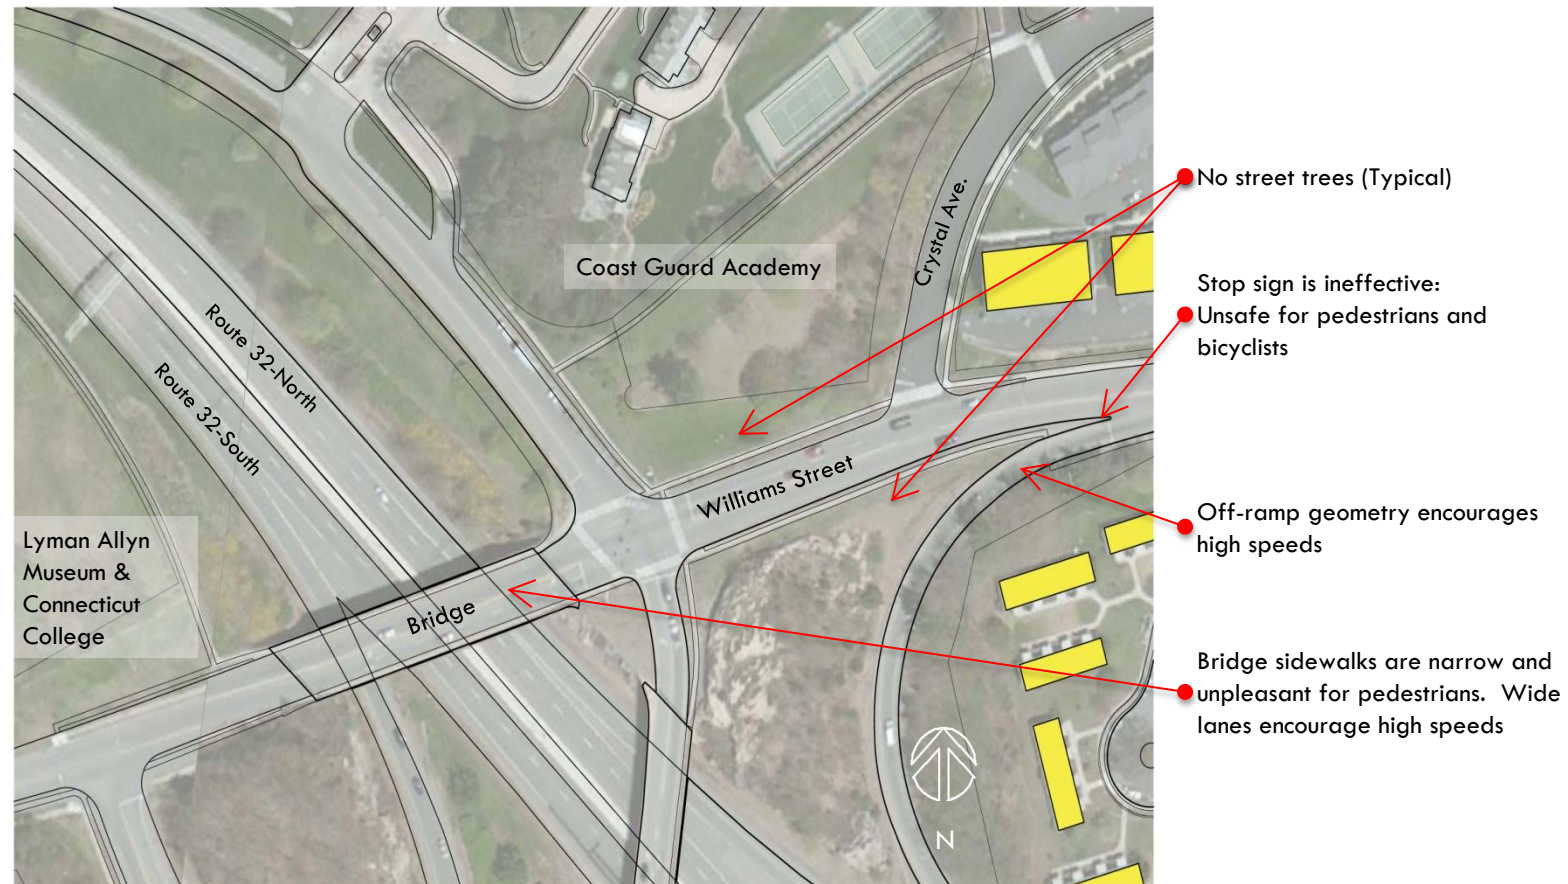 No street trees (Typical)
Crystal Ave.
Coast Guard Academy
Stop sign is ineffective:
Unsafe for pedestrians and
bicyclists
Route 32-North
Route 32-South
Williams Street
Off-ramp geometry encourages
high speeds
Lyman Allyn
Museum &
Connecticut
College
Bridge
Bridge sidewalks are narrow and
unpleasant for pedestrians.  Wide
lanes encourage high speeds
N